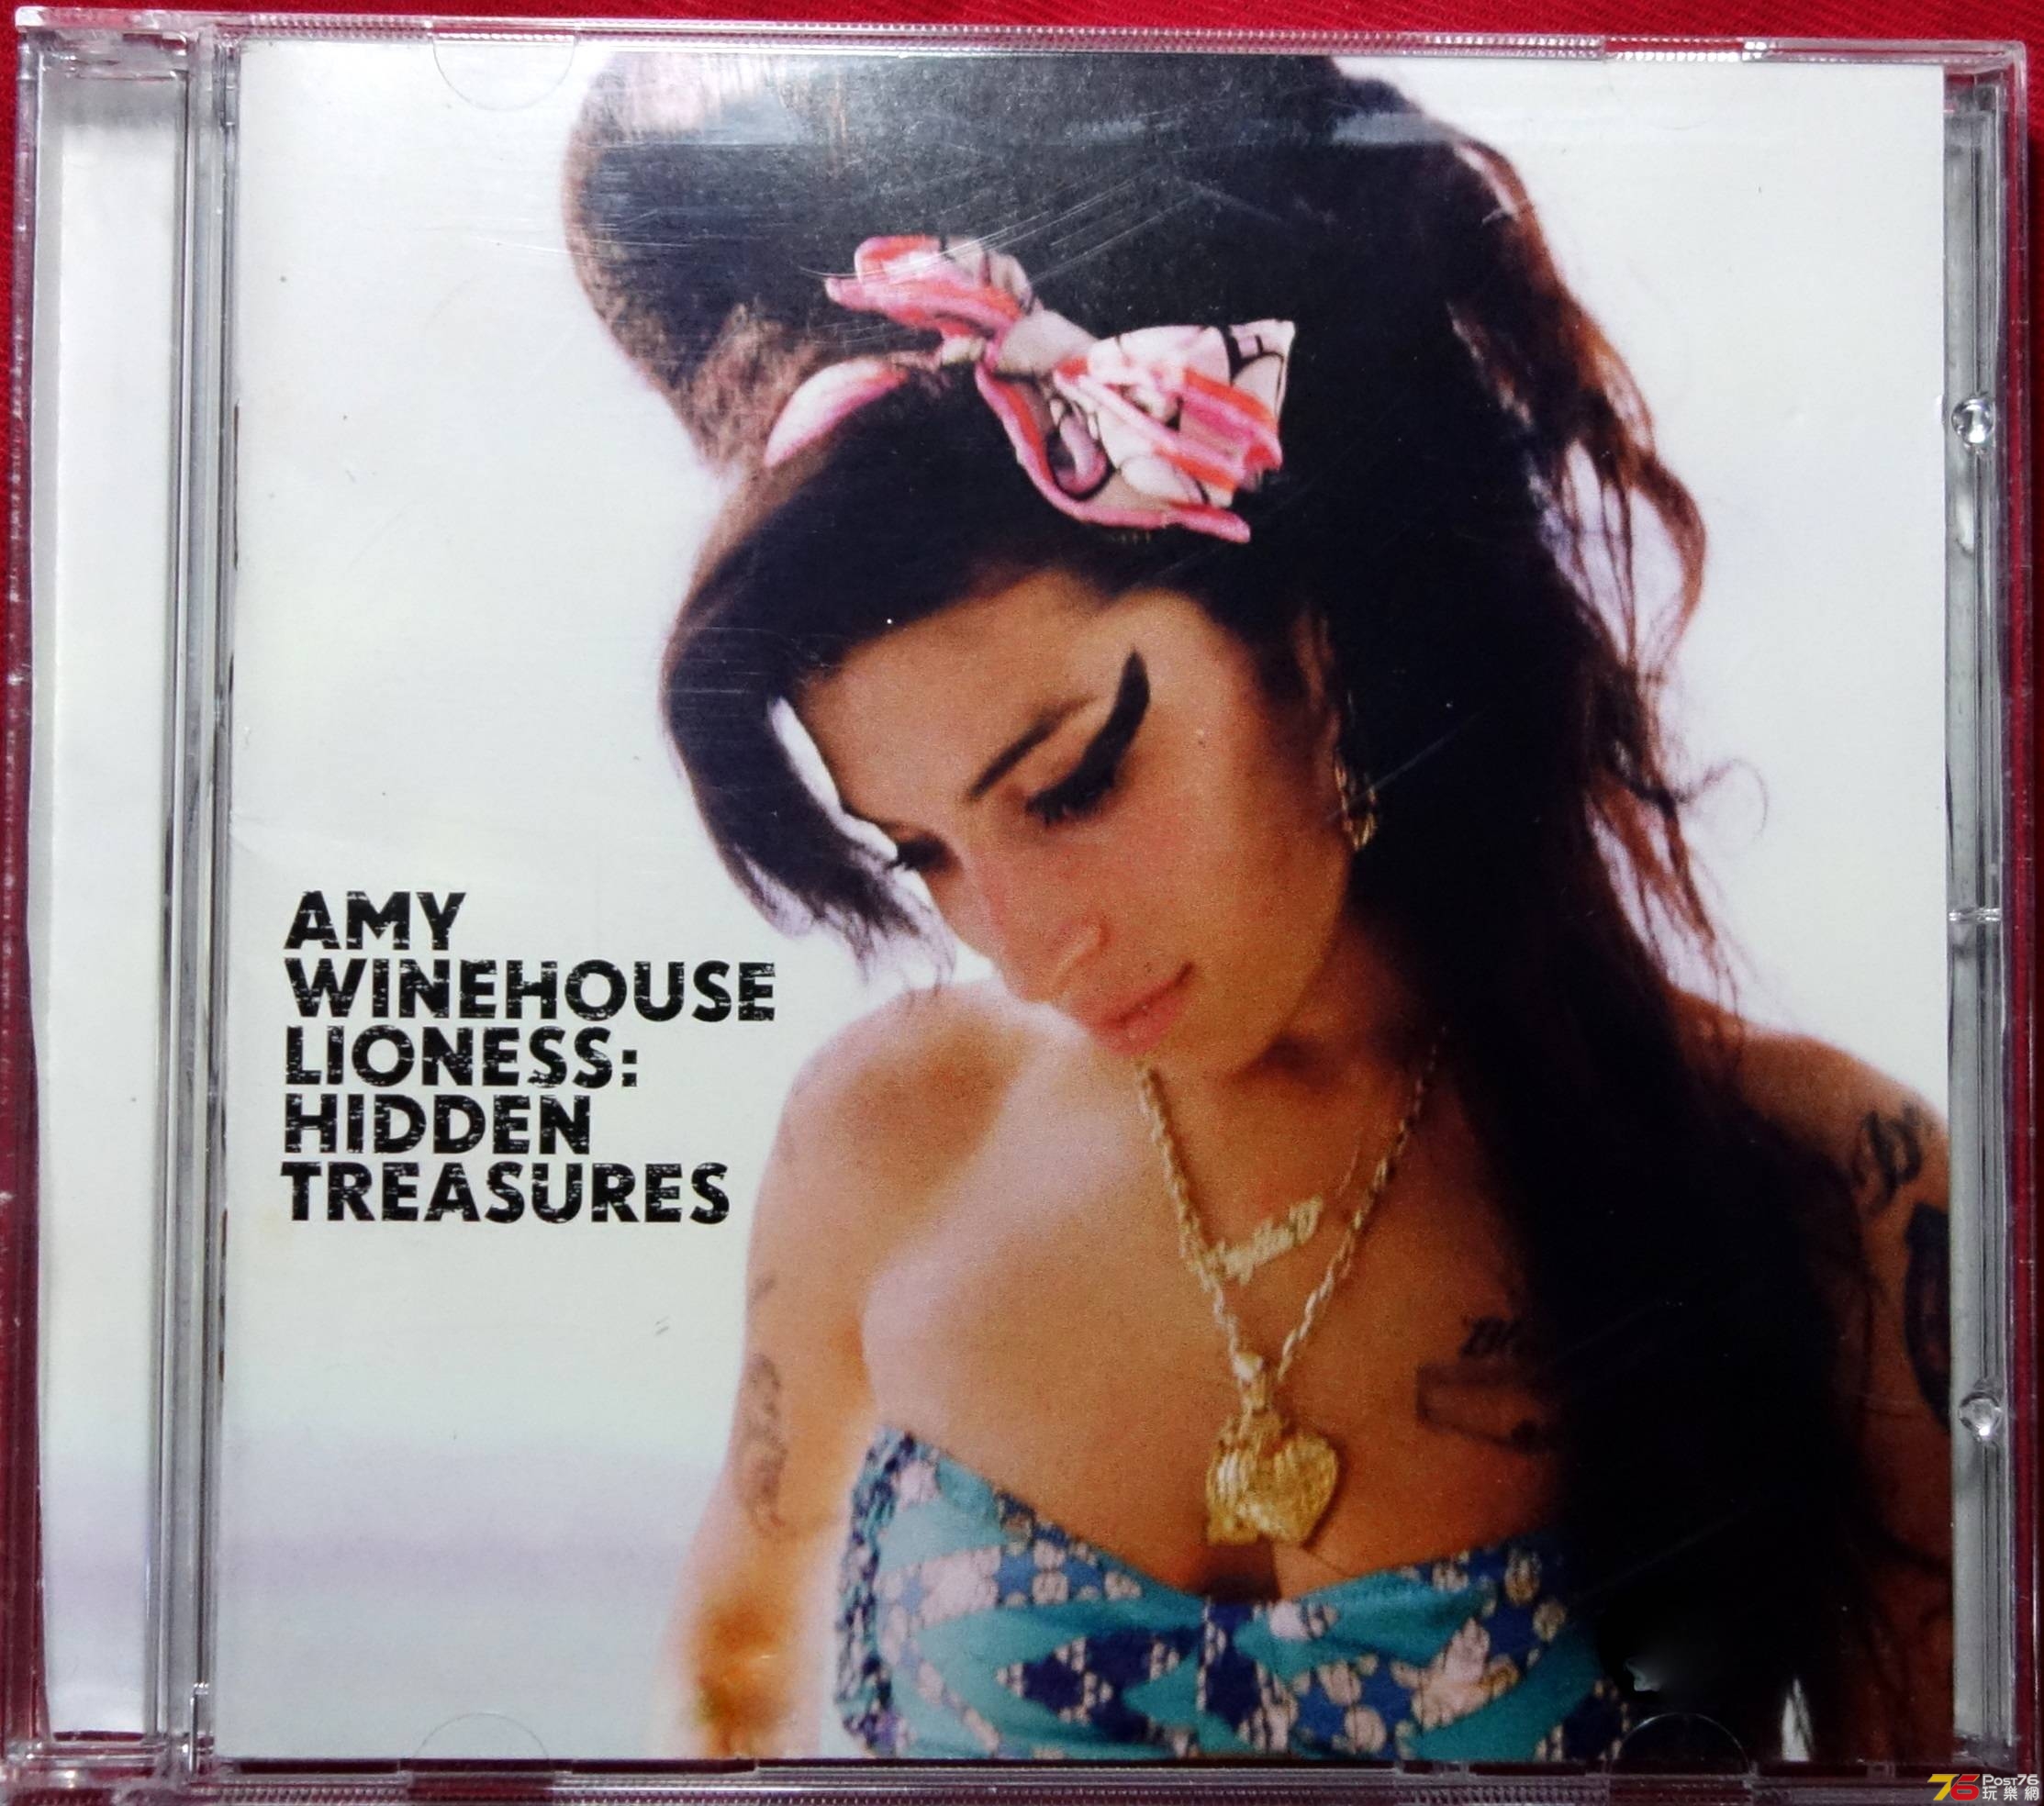 AMY
WINEHOUSE
LIONESS:
HIDDEN
TREASURES
76 POST76
玩樂網